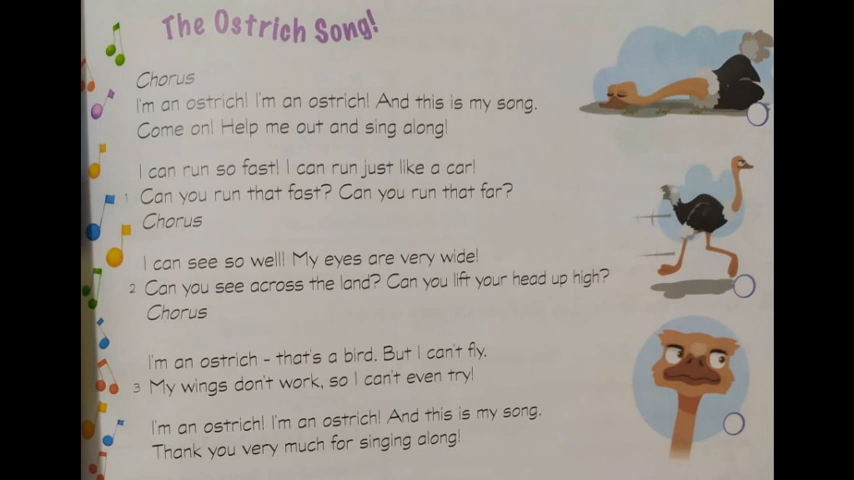 The Ostrich Song!
Chorus
I'm an ostrich! I'm an ostrich! And this is my song.
Come on! Help me out and sing along!
I can run so fast! I can run just like a car!
1 Can you run that fast? Can you run that far?
Chorus
I can see so well! My eyes are very wide!
2 Can you see across the land? Can you lift your head up high?
Chorus
I'm an ostrich - that's a bird. But I can't fly.
3 My wings don't work, so I can't even try!
I'm an ostrich! I'm an ostrich! And this is my song.
Thank you very much for singing along!